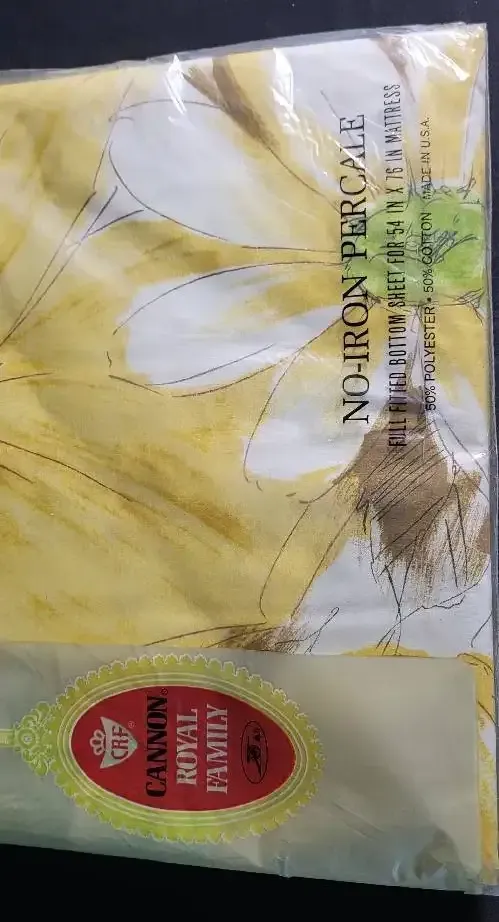 NO-IRON PERCALE
FULL FITTED BOTTOM SHEET FOR 54 IN X 76 IN MATTRESS
50% POLYESTER • 50% COTTON MADE IN U.S.A.
CRF
CANNON®
ROYAL
FAMILY